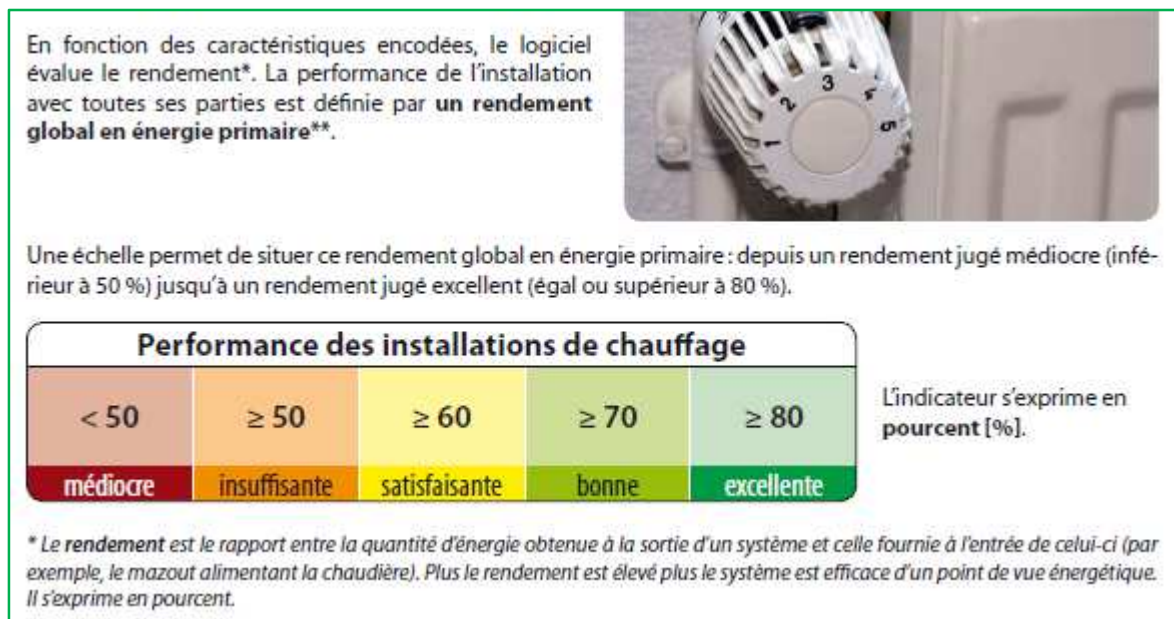 En fonction des caractéristiques encodées, le logiciel
évalue le rendement*. La performance de l'installation
avec toutes ses parties est définie par un rendement
global en énergie primaire**.
1 2 3 4 5
Une échelle permet de situer ce rendement global en énergie primaire : depuis un rendement jugé médiocre (infé-
rieur à 50 %) jusqu'à un rendement jugé excellent (égal ou supérieur à 80 %).
Performance des installations de chauffage
< 50 ≥ 50 ≥ 60 ≥ 70 ≥ 80
médiocre insuffisante satisfaisante bonne excellente
L'indicateur s'exprime en
pourcent [%].
* Le rendement est le rapport entre la quantité d'énergie obtenue à la sortie d'un système et celle fournie à l'entrée de celui-ci (par
exemple, le mazout alimentant la chaudière). Plus le rendement est élevé plus le système est efficace d'un point de vue énergétique.
Il s'exprime en pourcent.